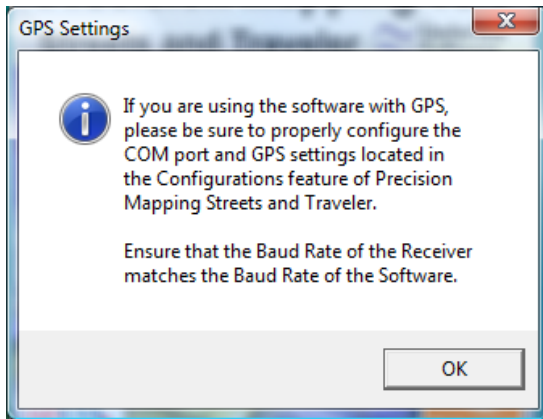 GPS Settings
If you are using the software with GPS,
please be sure to properly configure the
COM port and GPS settings located in
the Configurations feature of Precision
Mapping Streets and Traveler.
Ensure that the Baud Rate of the Receiver
matches the Baud Rate of the Software.
OK